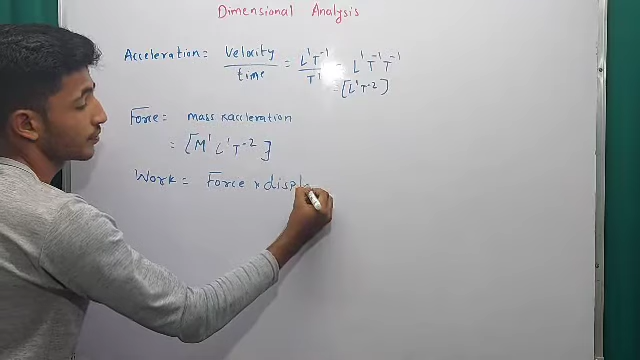 Dimensional Analysis
Acceleration = Velocity / time = L¹T⁻¹ / T¹ = L¹T⁻¹T⁻¹
= [L¹T⁻²]
Force = mass x accleration
= [M¹L¹T⁻²]
Work = Force x displ